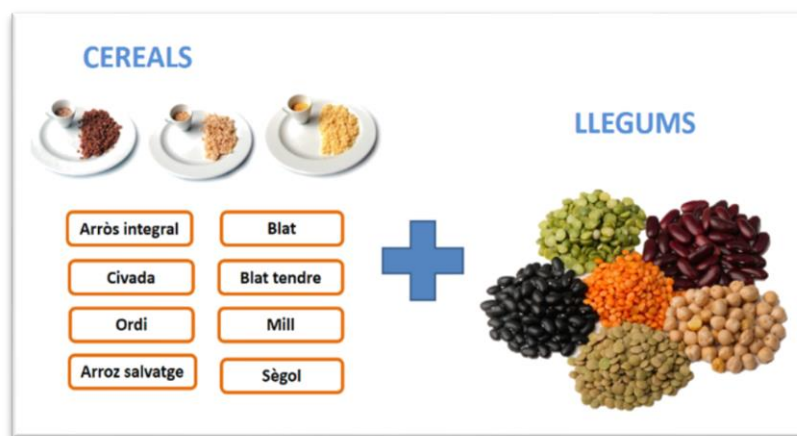 CEREALS
LLEGUMS
Arròs integral
Blat
Civada
Blat tendre
Ordi
Mill
Arroz salvatge
Sègol